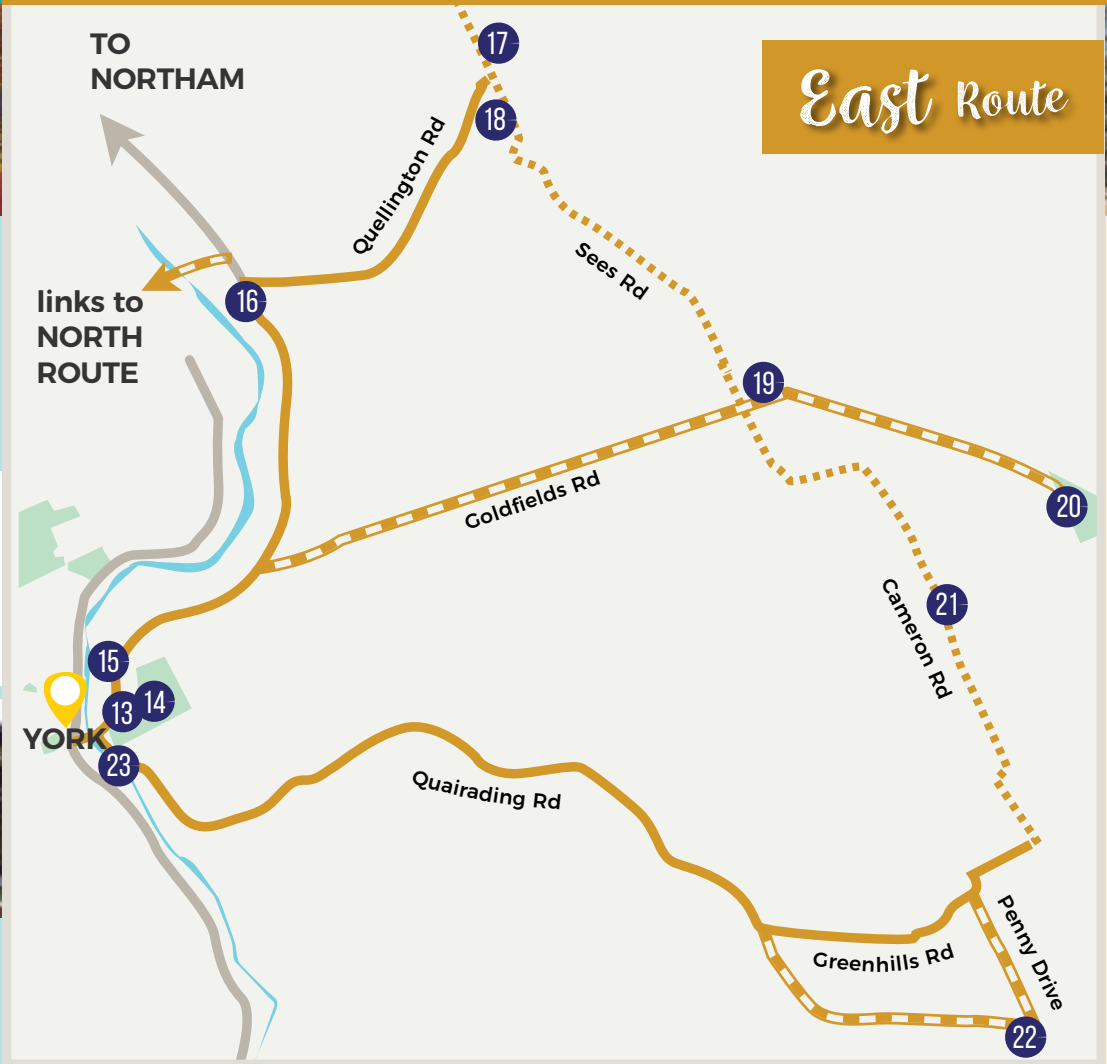 TO
NORTHAM
17
East Route
18
Quellington Rd
Sees Rd
links to
NORTH
ROUTE
16
19
Goldfields Rd
20
Cameron Rd
21
15
13
14
YORK
23
Quairading Rd
Penny Drive
Greenhills Rd
22